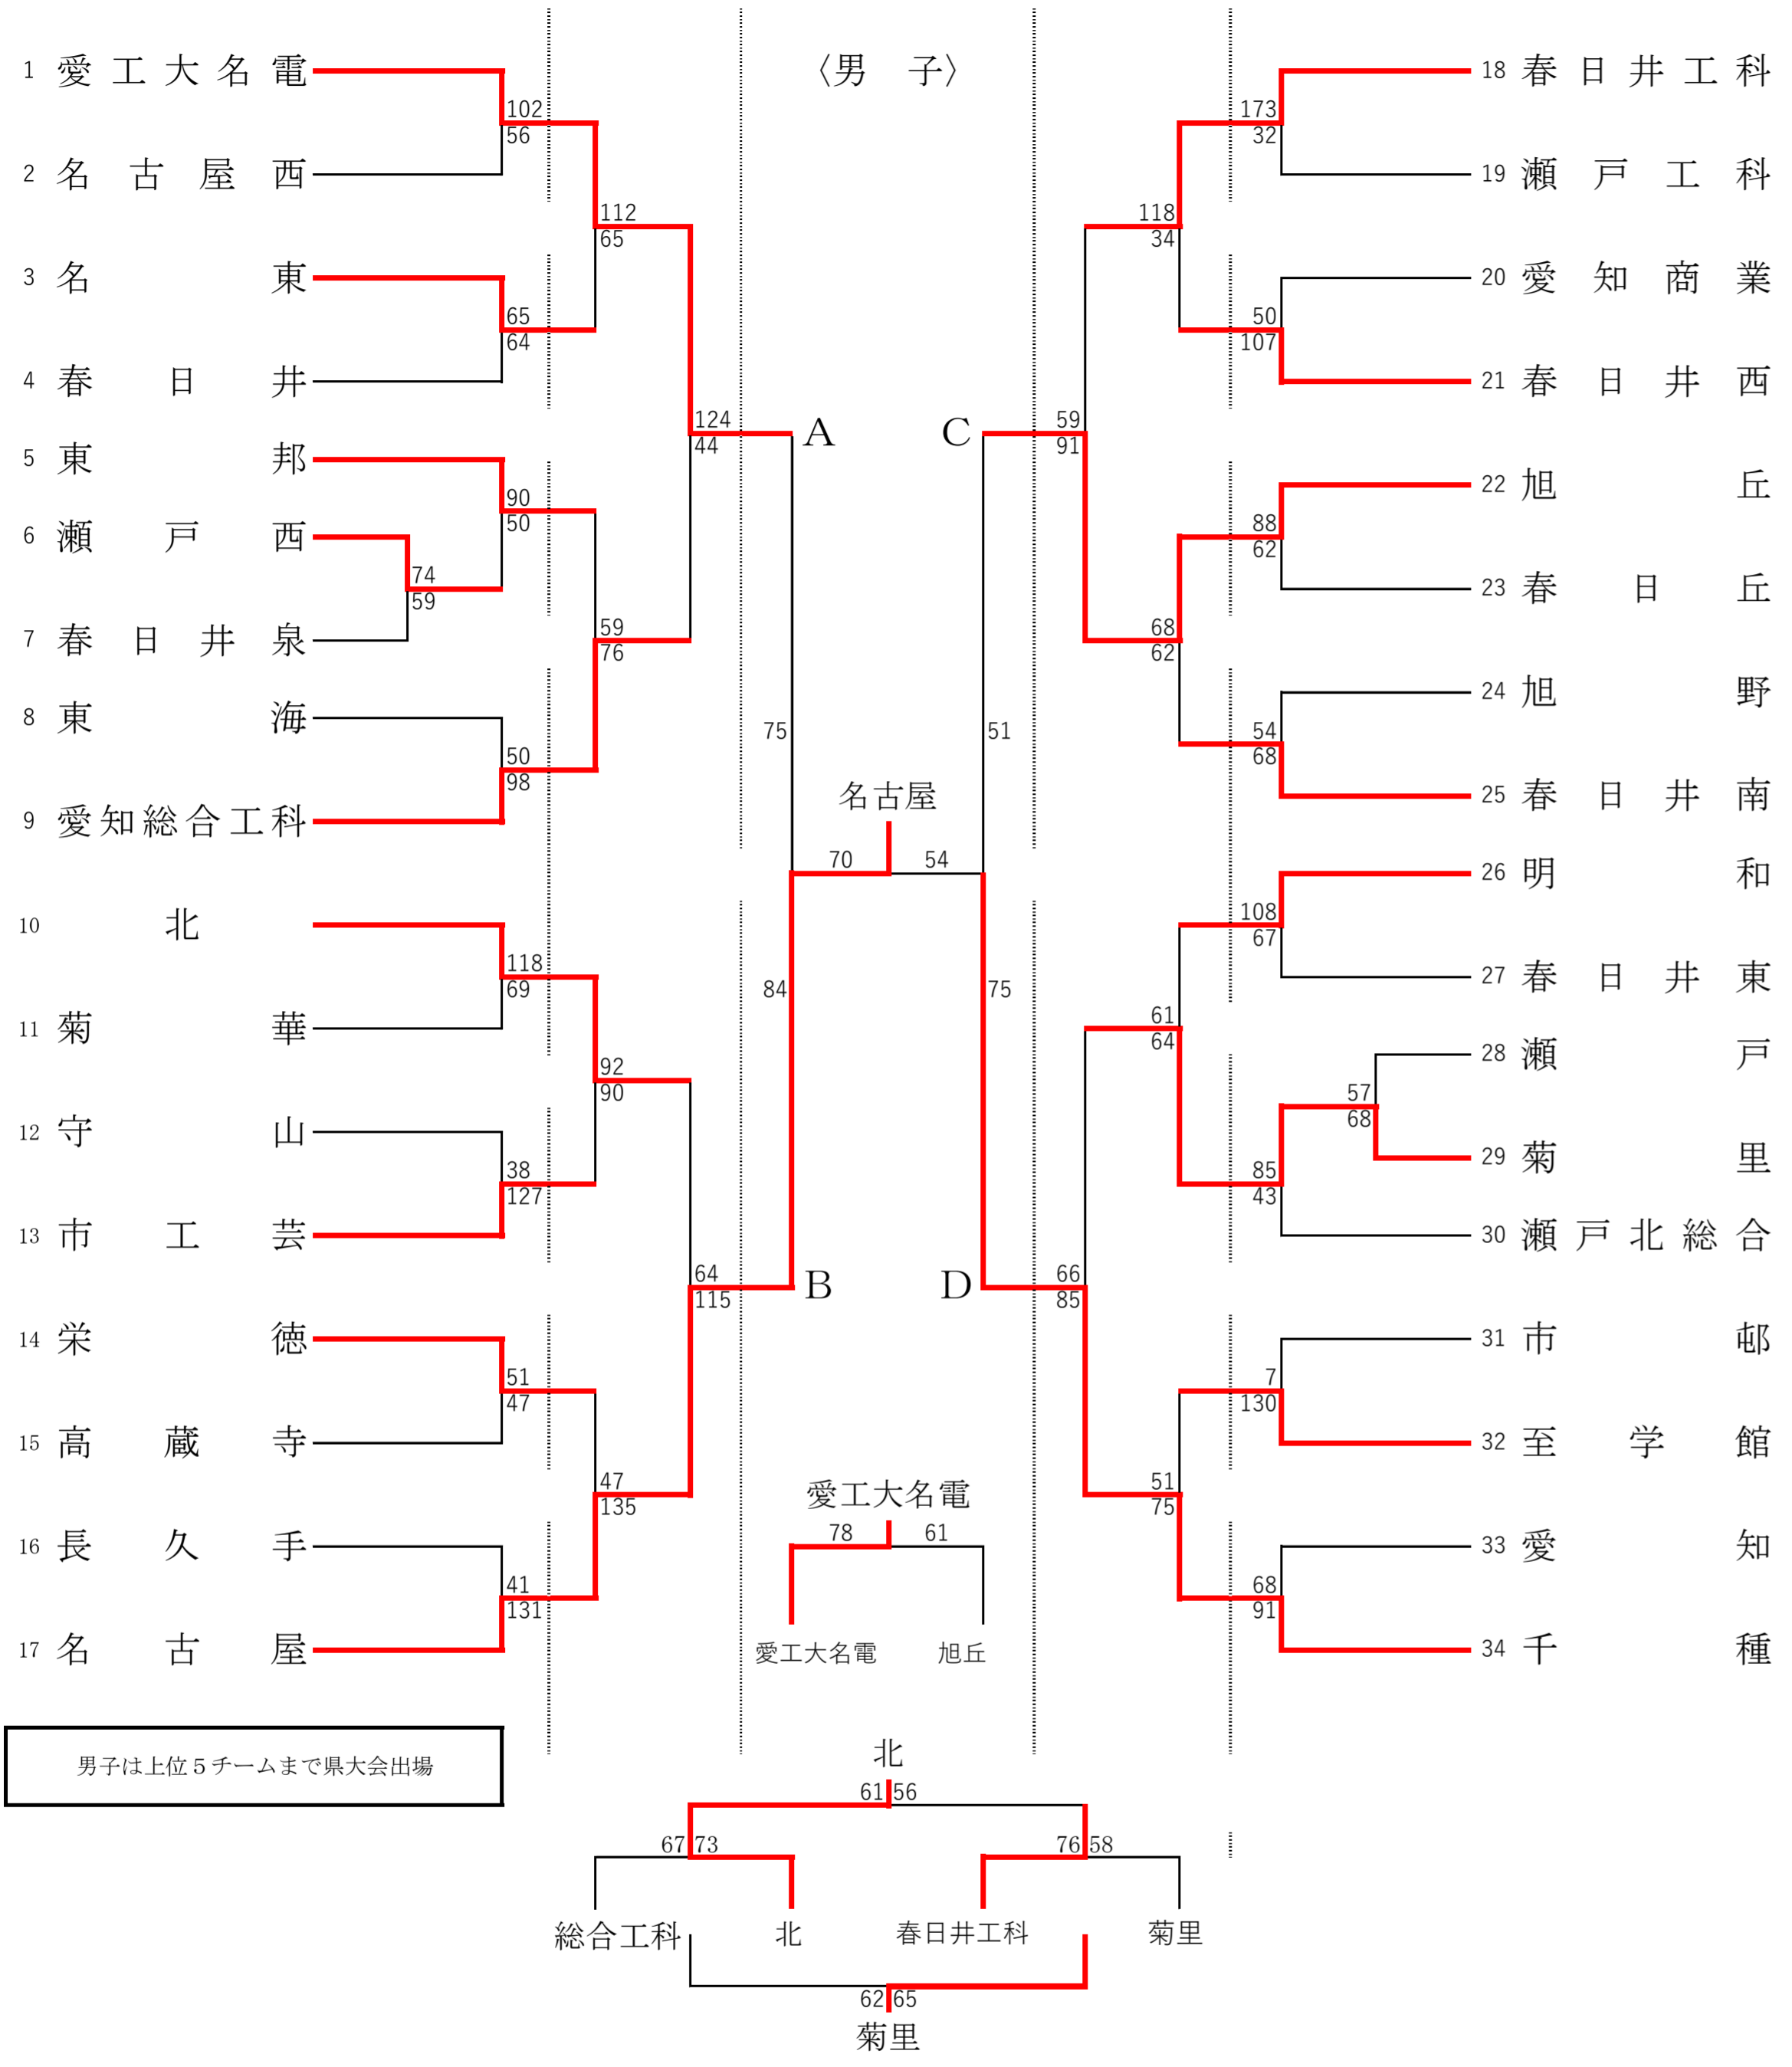 〈男 子〉
1 愛工大名電
102
56
2 名古屋西
112
65
3 名東
65
64
4 春日井
124
44
A
5 東邦
90
50
6 瀬戸西
74
59
7 春日井泉
59
76
8 東海
50
98
9 愛知総合工科
75
84
10 北
118
69
11 菊華
92
90
12 守山
38
127
13 市工芸
64
115
B
14 栄徳
51
47
15 高蔵寺
47
135
16 長久手
41
131
17 名古屋
名古屋
70 54
18 春日井工科
173
32
19 瀬戸工科
118
34
20 愛知商業
50
107
21 春日井西
C
59
91
22 旭丘
88
62
23 春日丘
68
62
24 旭野
54
68
25 春日井南
51
75
26 明和
108
67
27 春日井東
61
64
28 瀬戸
57
68
29 菊里
85
43
30 瀬戸北総合
D
66
85
31 市邨
7
130
32 至学館
51
75
33 愛知
68
91
34 千種
愛工大名電
78 61
愛工大名電 旭丘
男子は上位５チームまで県大会出場
北
61 56
67 73 76 58
総合工科 北 春日井工科 菊里
62 65
菊里